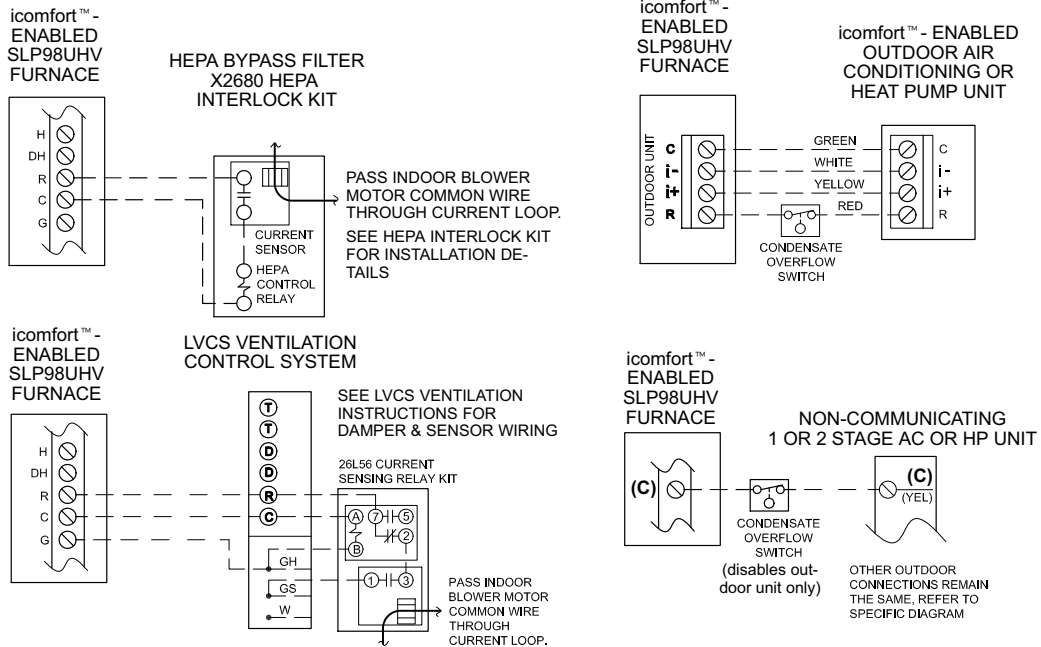 icomfort™-
ENABLED
SLP98UHV
FURNACE
HEPA BYPASS FILTER
X2680 HEPA
INTERLOCK KIT
H
DH
R
C
G
CURRENT
SENSOR
HEPA
CONTROL
RELAY
PASS INDOOR BLOWER
MOTOR COMMON WIRE
THROUGH CURRENT LOOP.
SEE HEPA INTERLOCK KIT
FOR INSTALLATION DE-
TAILS
icomfort™-
ENABLED
SLP98UHV
FURNACE
icomfort™- ENABLED
OUTDOOR AIR
CONDITIONING OR
HEAT PUMP UNIT
OUTDOOR UNIT
C
i-
i+
R
GREEN
WHITE
YELLOW
RED
C
i-
i+
R
CONDENSATE
OVERFLOW
SWITCH
icomfort™-
ENABLED
SLP98UHV
FURNACE
LVCS VENTILATION
CONTROL SYSTEM
H
DH
R
C
G
T
T
D
D
R
C
GH
GS
W
SEE LVCS VENTILATION
INSTRUCTIONS FOR
DAMPER & SENSOR WIRING
26L56 CURRENT
SENSING RELAY KIT
A
7
5
2
B
1
3
PASS INDOOR
BLOWER MOTOR
COMMON WIRE
THROUGH
CURRENT LOOP.
icomfort™-
ENABLED
SLP98UHV
FURNACE
NON-COMMUNICATING
1 OR 2 STAGE AC OR HP UNIT
(C)
(C)
(YEL)
CONDENSATE
OVERFLOW
SWITCH
(disables out-
door unit only)
OTHER OUTDOOR
CONNECTIONS REMAIN
THE SAME, REFER TO
SPECIFIC DIAGRAM